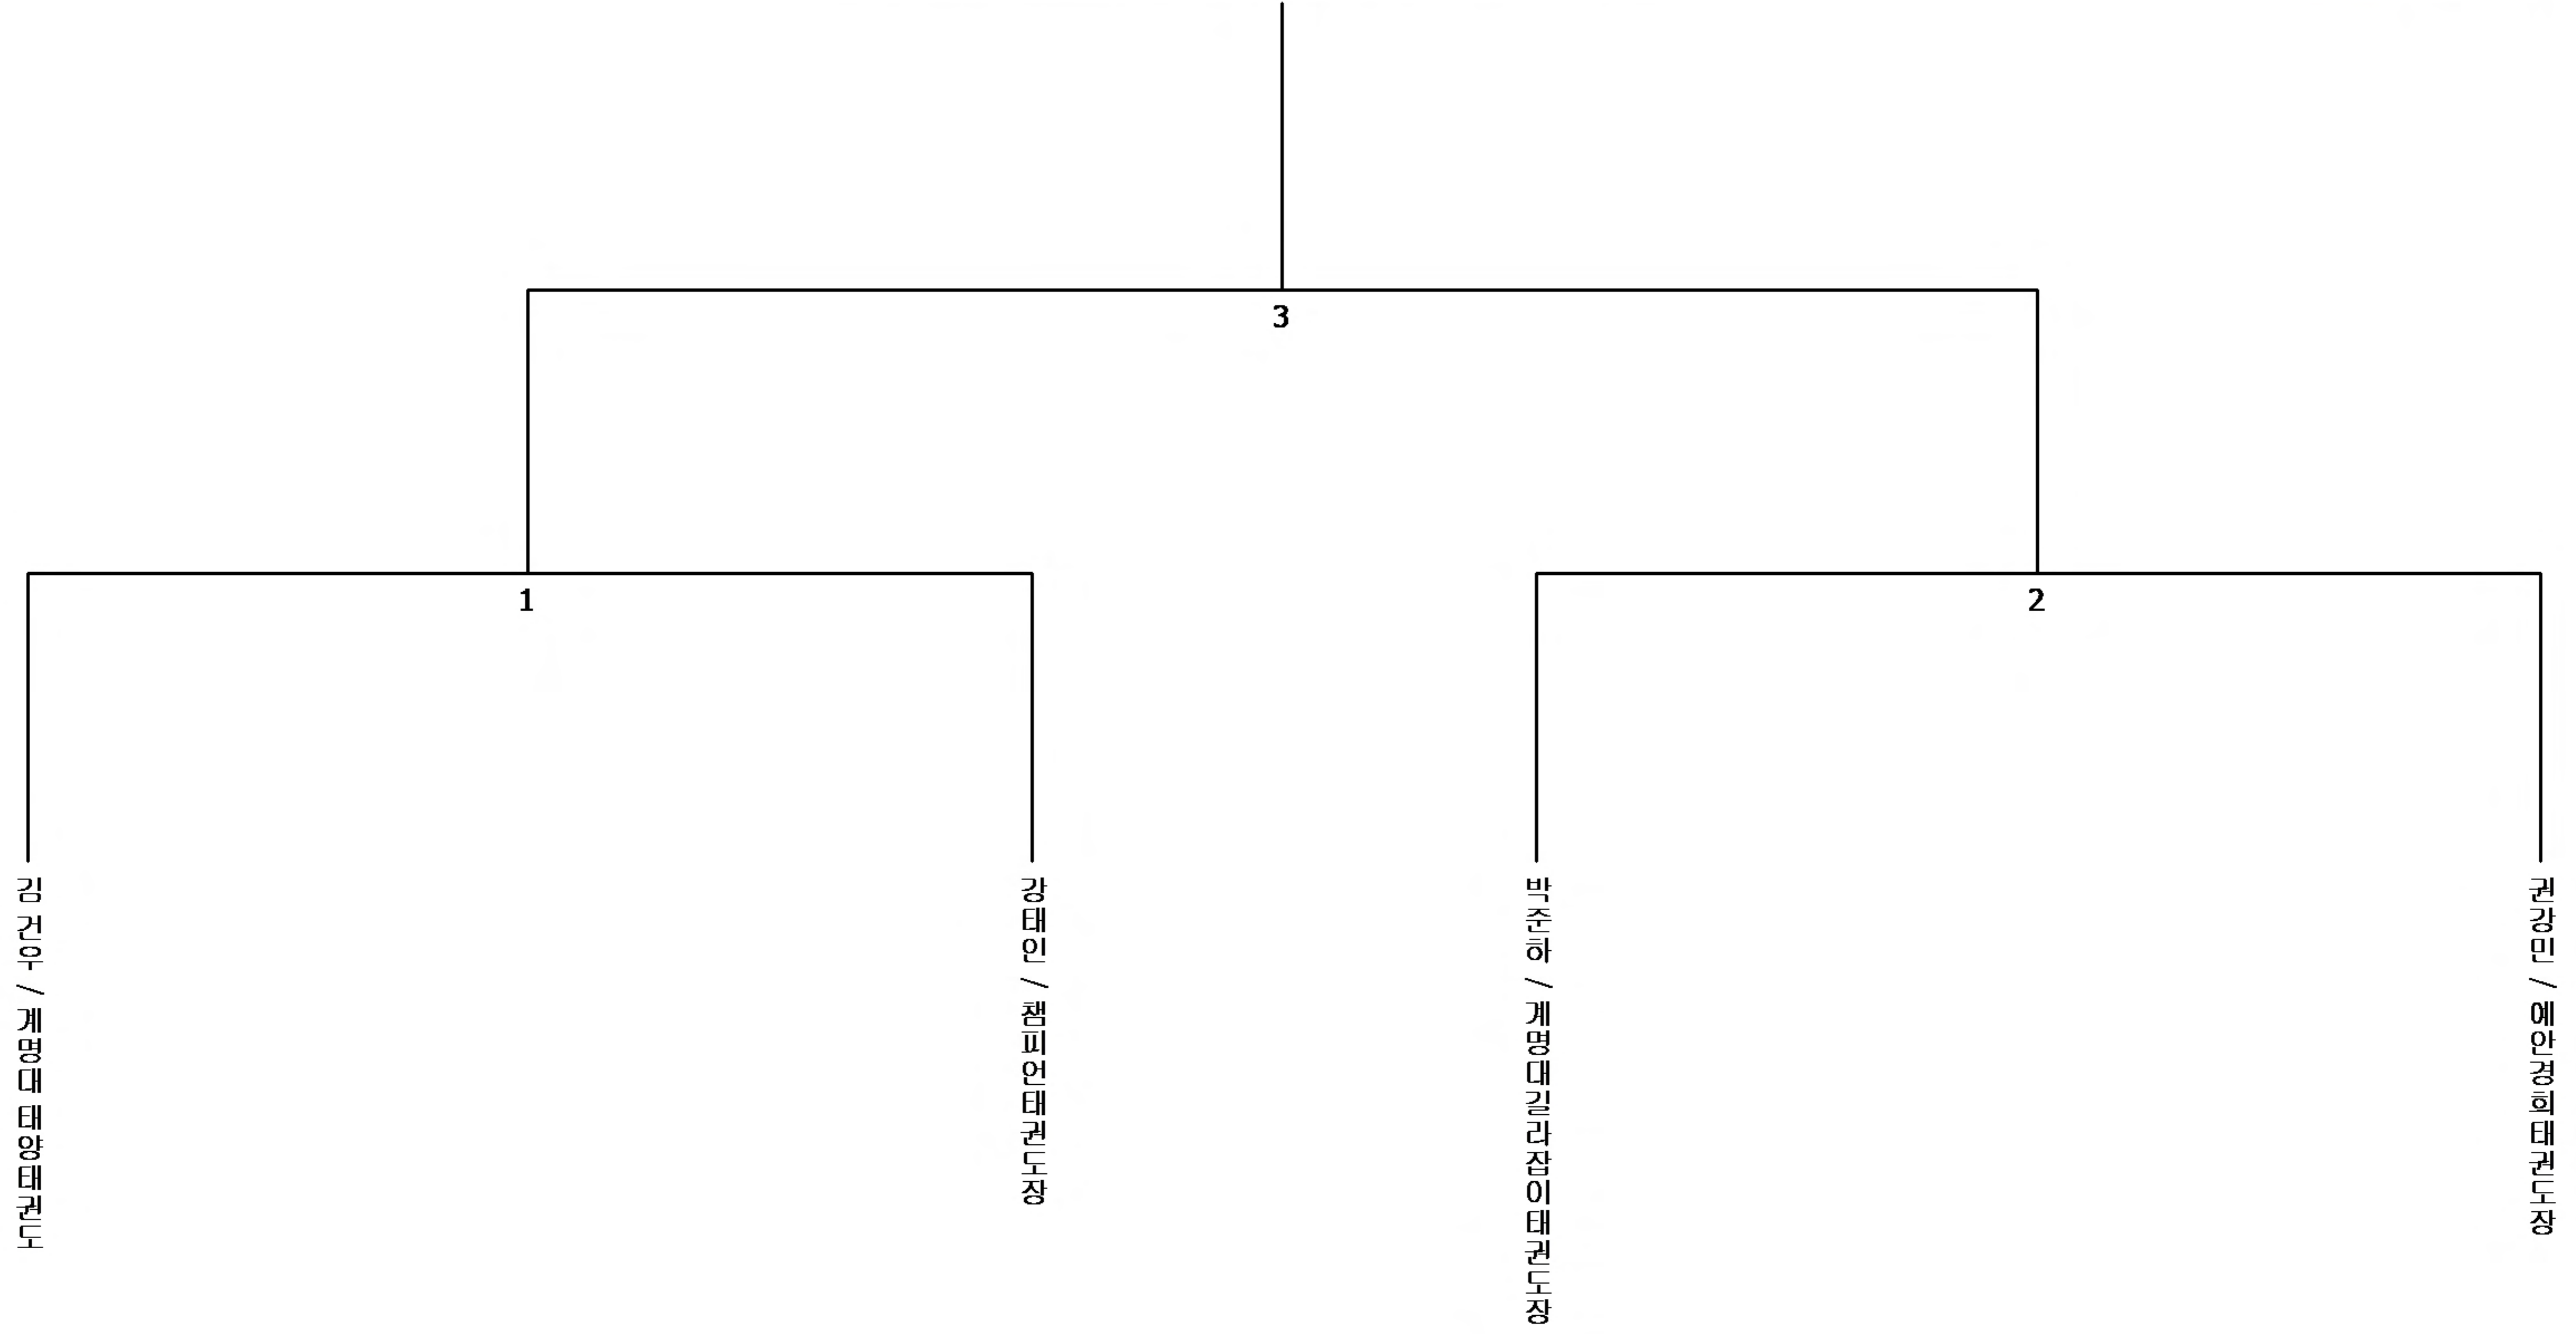 3
1
2
김 건우 / 계명대 태양태권도
강태인 / 챔피언태권도장
박준하 / 계명대길라잡이태권도장
권강민 / 예안경희태권도장